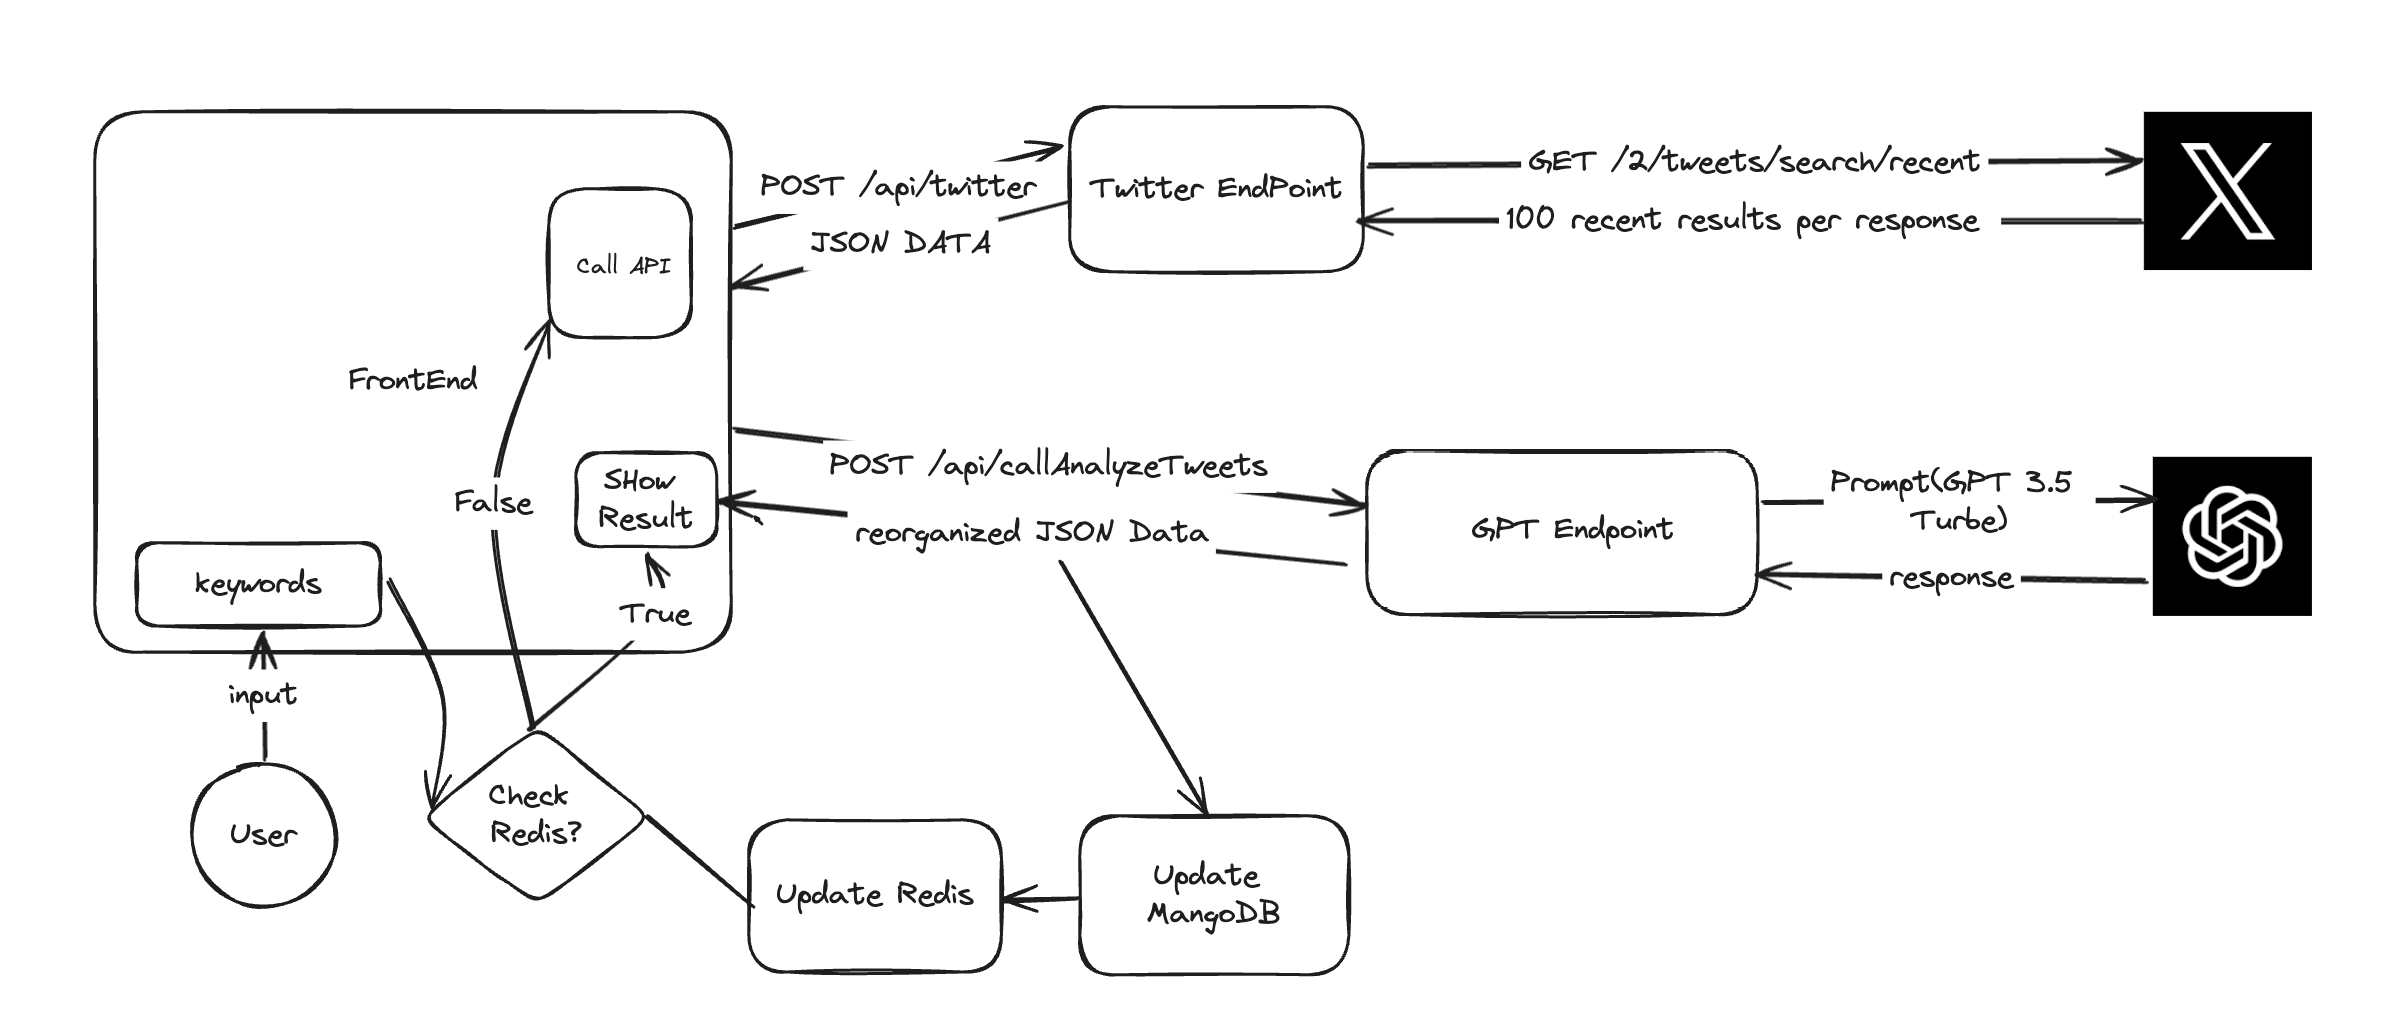 POST /api/twitter
JSON DATA
Twitter EndPoint
GET /2/tweets/search/recent
100 recent results per response
Call API
FrontEnd
False
SHow
Result
True
keywords
input
User
Check
Redis?
POST /api/callAnalyzeTweets
reorganized JSON Data
GPT Endpoint
Prompt(GPT 3.5
Turbe)
response
Update Redis
Update
MangoDB